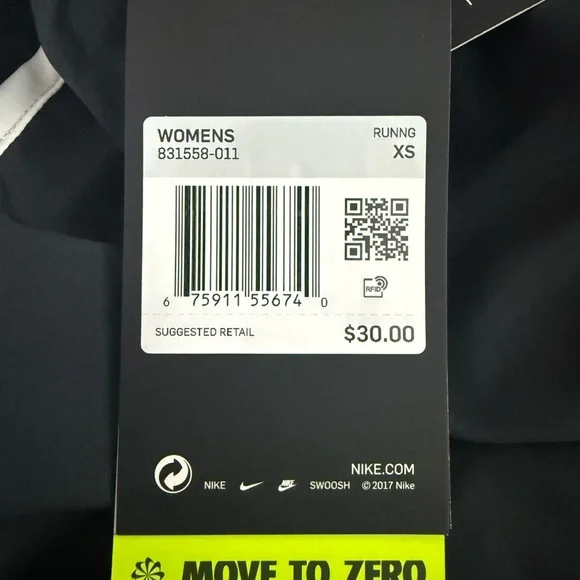 WOMENS RUNNG
831558-011 XS
RFID
6 75911 55674 0
SUGGESTED RETAIL $30.00
NIKE.COM
NIKE NIKE SWOOSH © 2017 Nike
MOVE TO ZERO